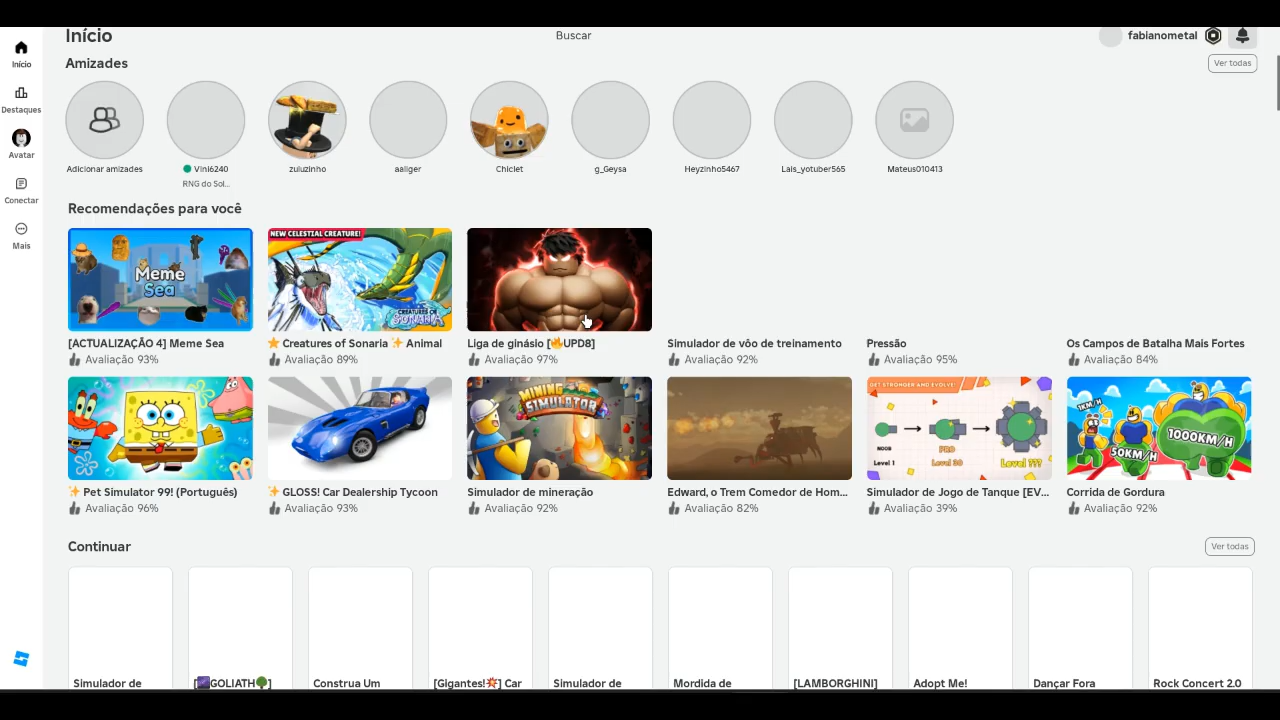 Início
Buscar
fabianometal
Início
Destaques
Avatar
Conectar
Mais
Amizades
Ver todas
Adicionar amizades
Vini6240
RNG do Sol...
zuluzinho
aaliger
Chiclet
g_Geysa
Heyzinho5467
Lais_yotuber565
Mateus010413
Recomendações para você
Meme Sea
NEW CELESTIAL CREATURE!
CREATURES OF SONARIA
[ACTUALIZAÇÃO 4] Meme Sea
Avaliação 93%
Creatures of Sonaria ✨ Animal
Avaliação 89%
Liga de ginásio [🔥UPD8]
Avaliação 97%
Simulador de vôo de treinamento
Avaliação 92%
Pressão
Avaliação 95%
Os Campos de Batalha Mais Fortes
Avaliação 84%
MINING SIMULATOR
GET STRONGER AND EVOLVE!
NOOB
Level 1
PRO
Level 30
Level ???
1KM/H
50KM/H
1000KM/H
✨ Pet Simulator 99! (Português)
Avaliação 96%
✨ GLOSS! Car Dealership Tycoon
Avaliação 93%
Simulador de mineração
Avaliação 92%
Edward, o Trem Comedor de Hom...
Avaliação 82%
Simulador de Jogo de Tanque [EV...
Avaliação 39%
Corrida de Gordura
Avaliação 92%
Continuar
Ver todas
Simulador de
[🌌GOLIATH🌳]
Construa Um
[Gigantes!💥] Car
Simulador de
Mordida de
[LAMBORGHINI]
Adopt Me!
Dançar Fora
Rock Concert 2.0